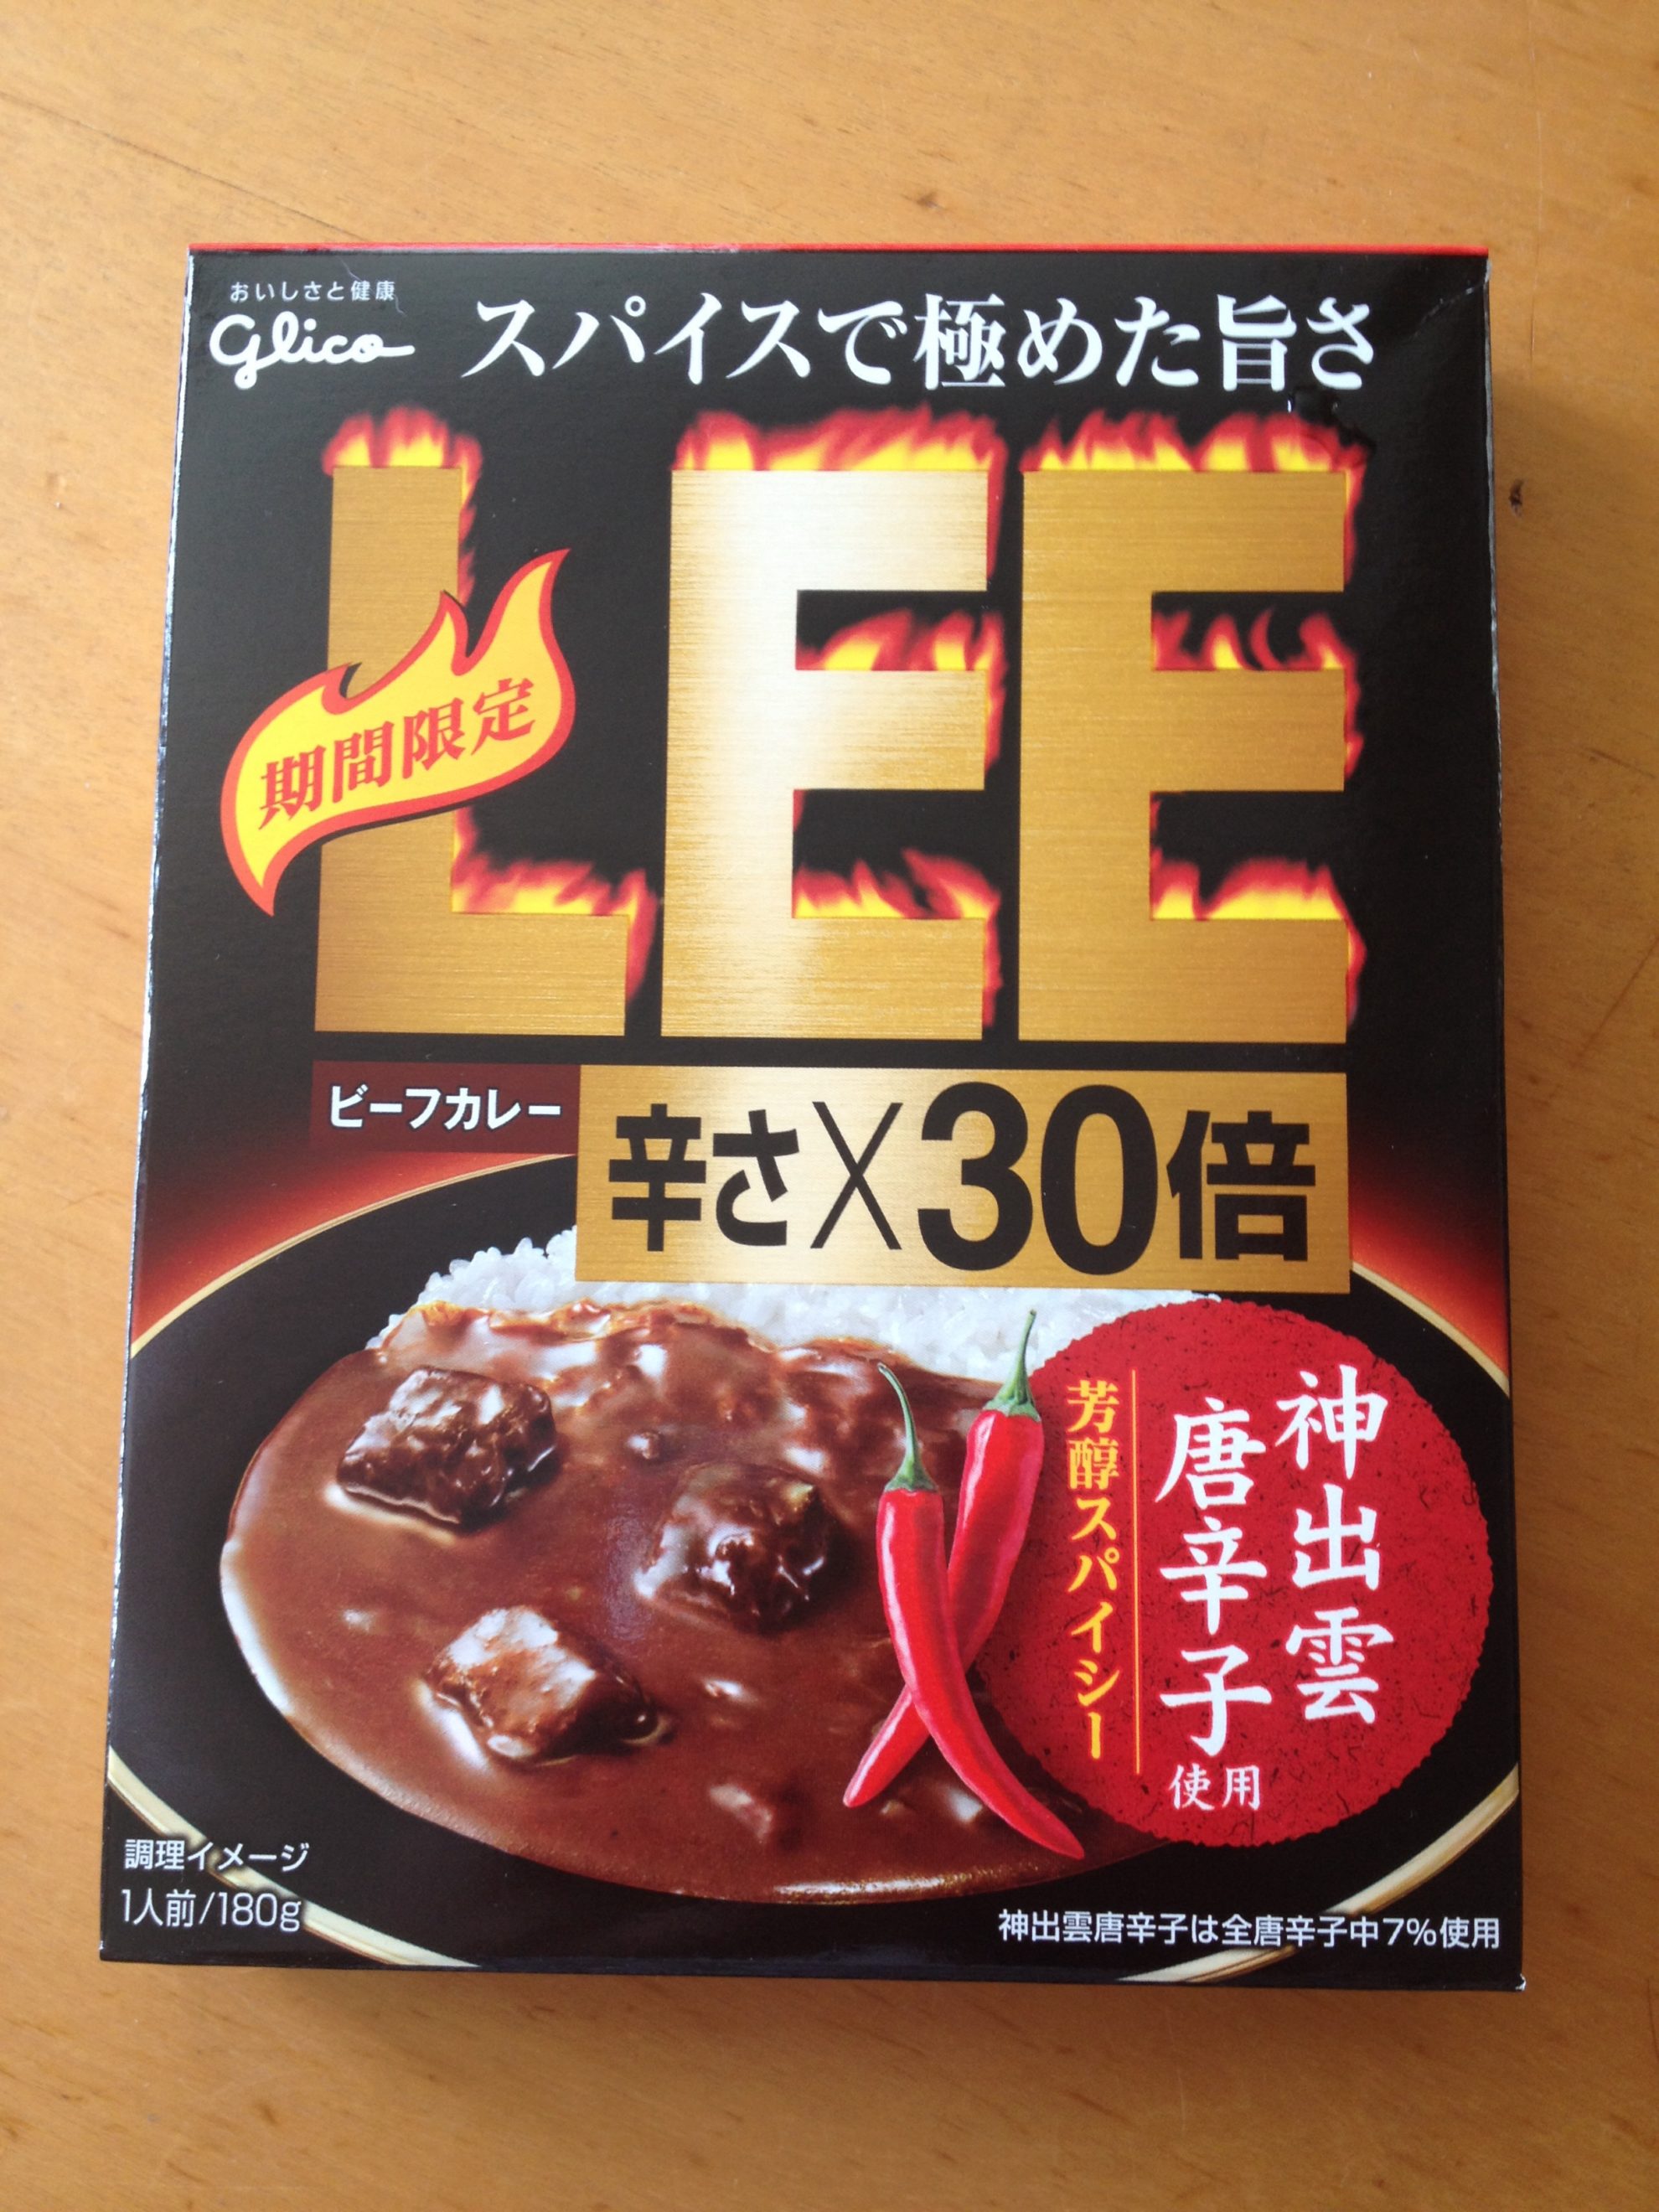 おいしさと健康
Glico
スパイスで極めた旨さ
LEE
期間限定
ビーフカレー
辛さ×30倍
神出雲
唐辛子
使用
芳醇スパイシー
調理イメージ
1人前/180g
神出雲唐辛子は全唐辛子中7%使用